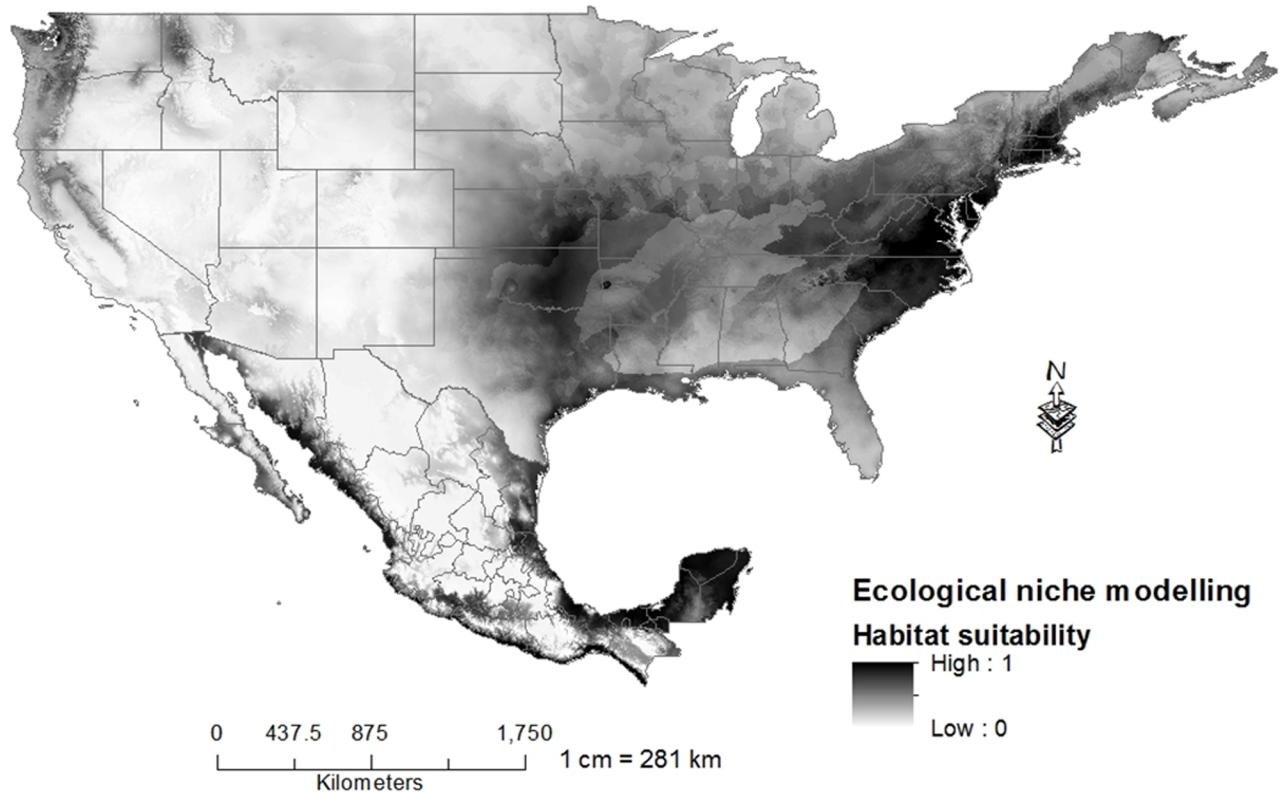 N
Ecological niche modelling
Habitat suitability
High : 1
Low : 0
0 437.5 875 1,750
1 cm = 281 km
Kilometers